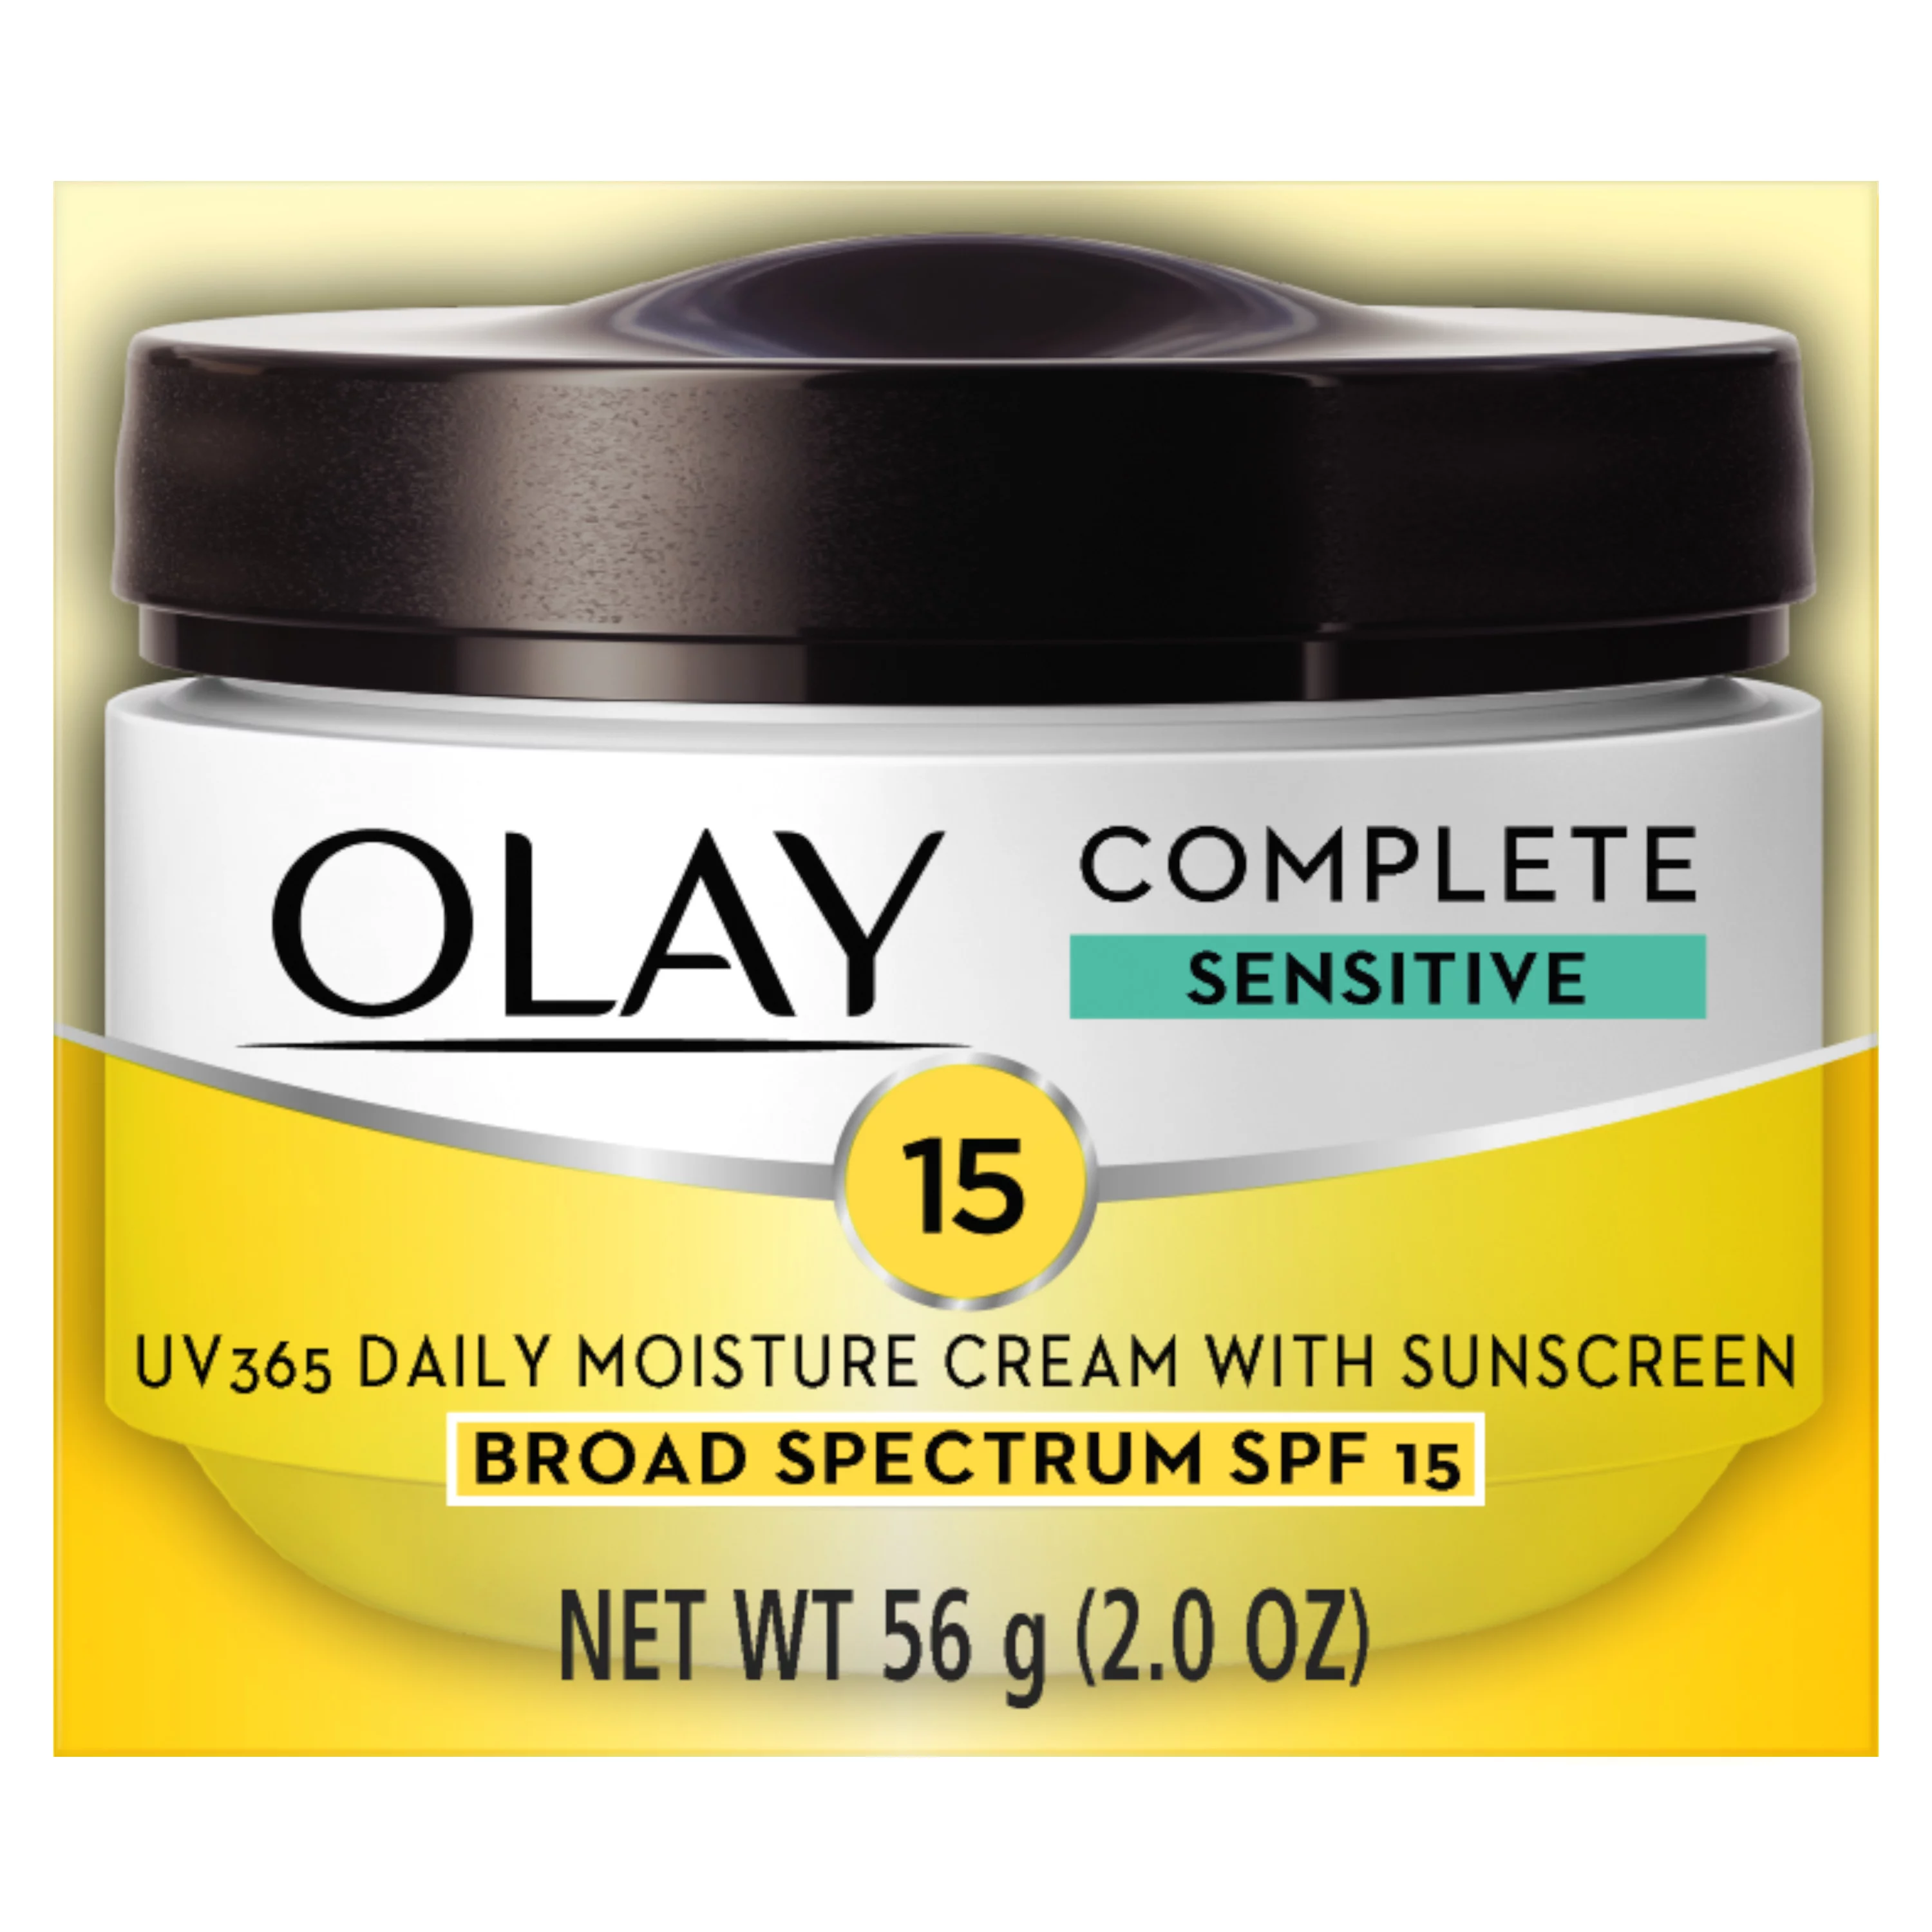 OLAY
COMPLETE
SENSITIVE
15
UV365 DAILY MOISTURE CREAM WITH SUNSCREEN
BROAD SPECTRUM SPF 15
NET WT 56 g (2.0 OZ)